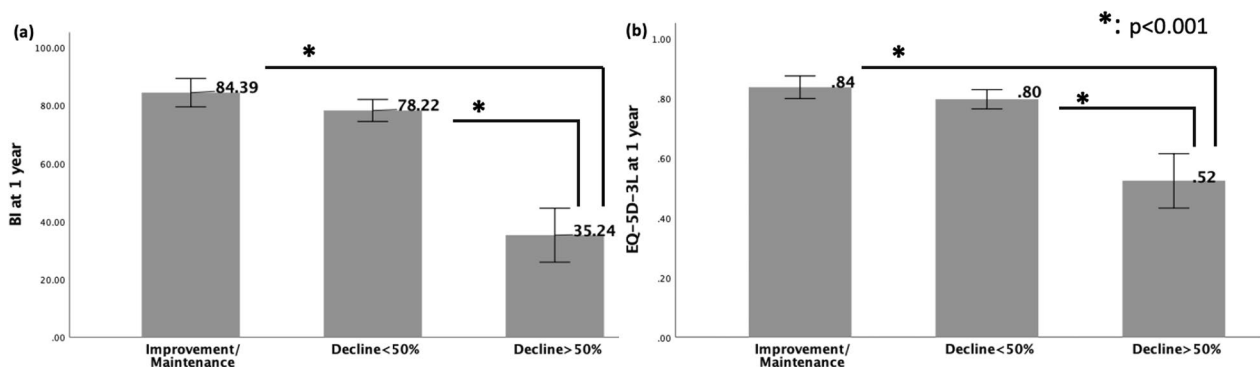 (a)
BI at 1 year
100.00
80.00
60.00
40.00
20.00
.00
84.39
78.22
35.24
*
*
Improvement/
Maintenance
Decline<50%
Decline>50%
(b)
*: p<0.001
EQ-5D-3L at 1 year
1.00
.80
.60
.40
.20
.00
.84
.80
.52
*
*
Improvement/
Maintenance
Decline<50%
Decline>50%